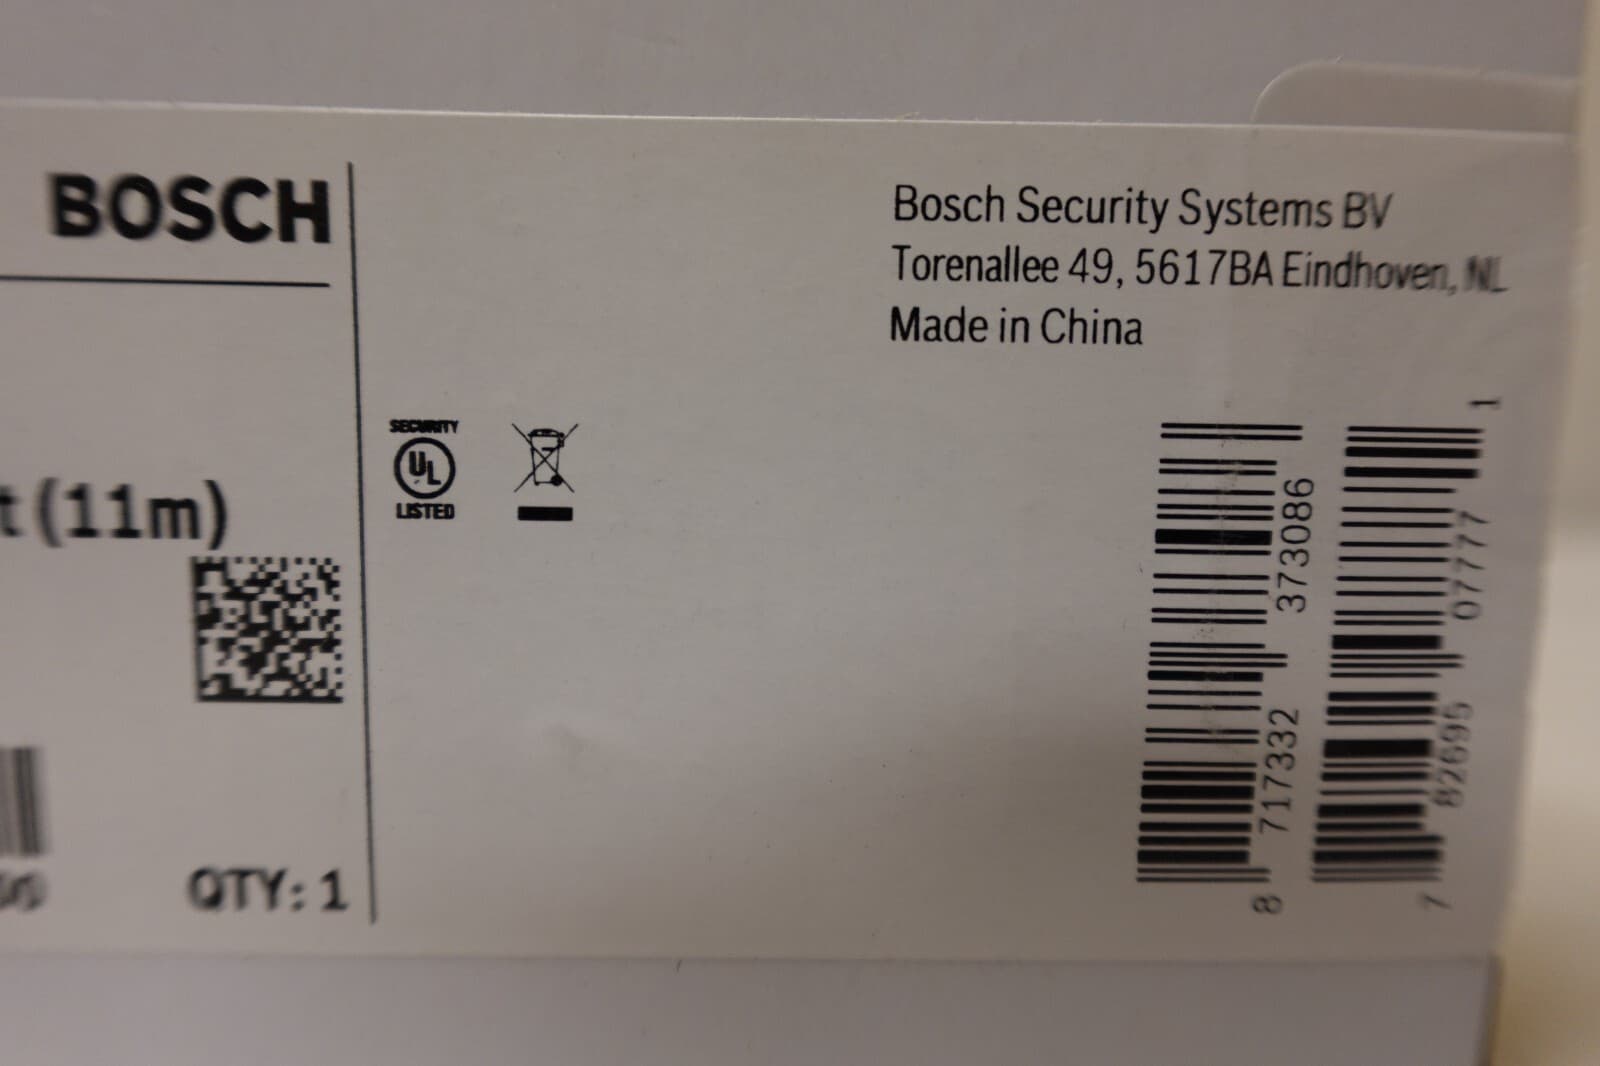 BOSCH
t (11m)
QTY: 1
SECURITY
UL
LISTED
Bosch Security Systems BV
Torenallee 49, 5617BA Eindhoven, NL
Made in China
8 717332 373086
7 82695 07777 1